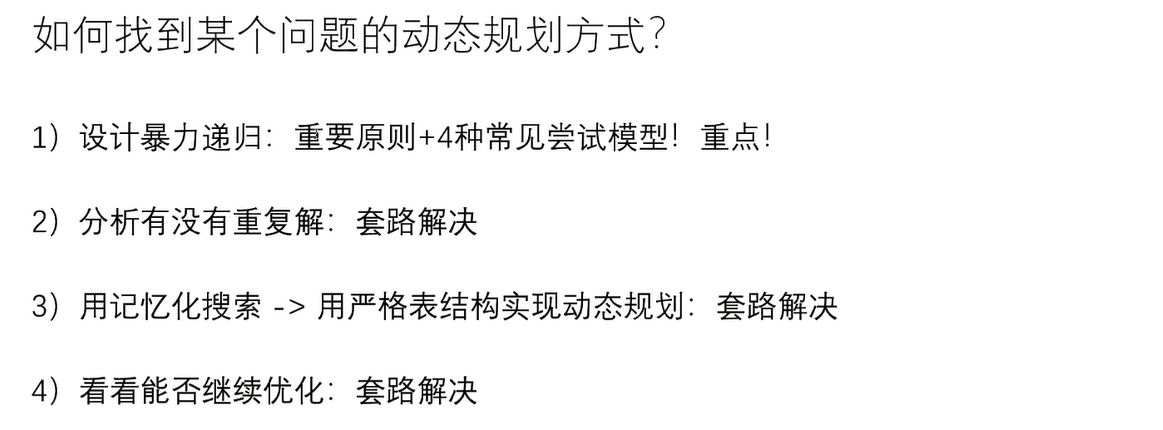 如何找到某个问题的动态规划方式？
1）设计暴力递归：重要原则+4种常见尝试模型！重点！
2）分析有没有重复解：套路解决
3）用记忆化搜索 -> 用严格表结构实现动态规划：套路解决
4）看看能否继续优化：套路解决